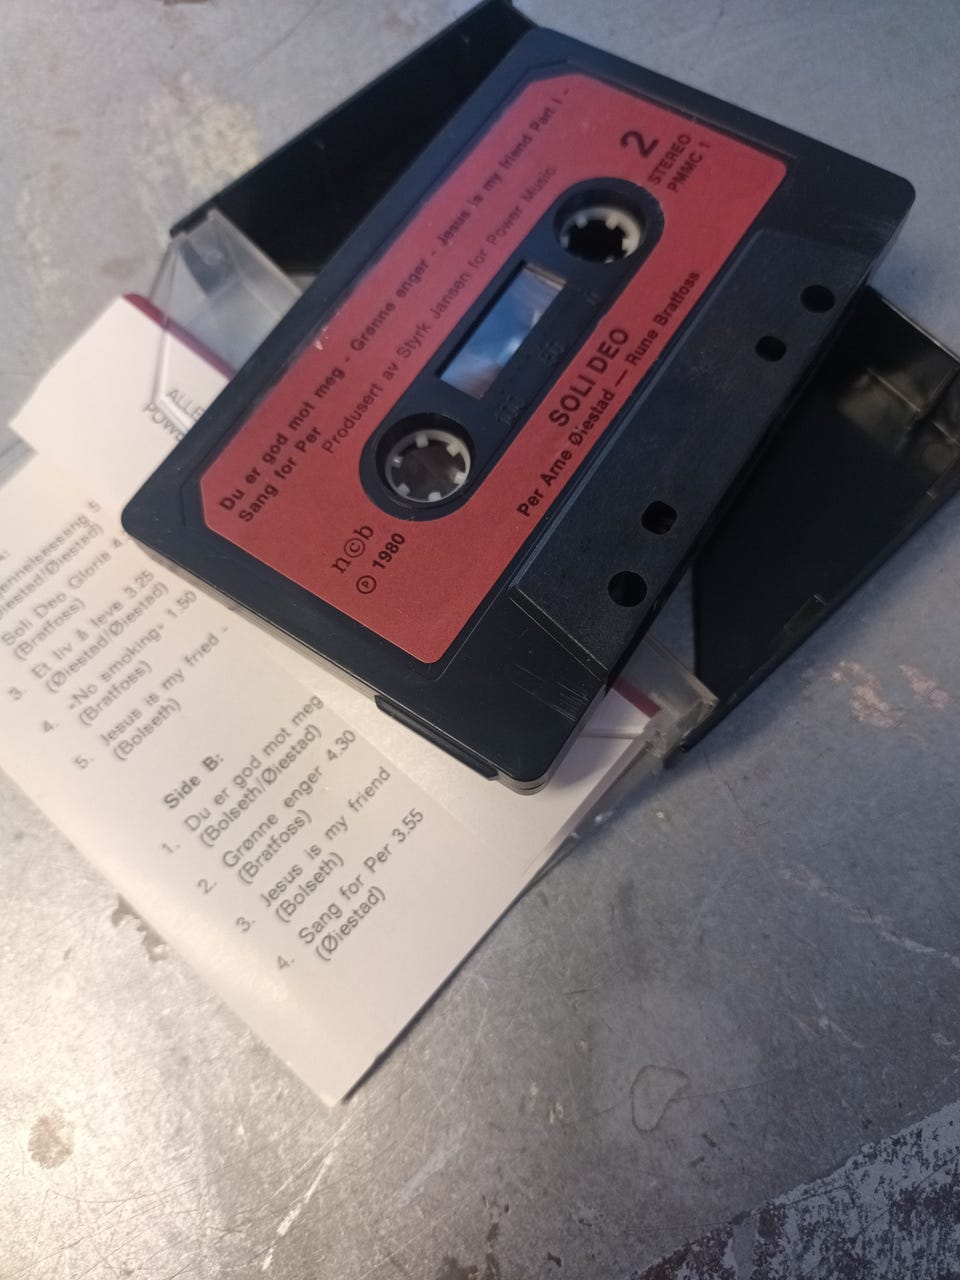 Du er god mot meg - Grønne enger - Jesus is my friend Part I -
Sang for Per
Produsert av Styrk Jansen for Power Music
2
STEREO
PMMC 1
n©b
℗ 1980
100 50
SOLI DEO
Per Arne Øiestad — Rune Bratfoss
Soli Deo Gloria 4
(Bratfoss)
3. Et liv å leve 3.25
(Øiestad/Øiestad)
4. »No smoking« 1.50
(Bratfoss)
5. Jesus is my fried -
(Bolseth)
Side B:
1. Du er god mot meg
(Bolseth/Øiestad)
2. Grønne enger 4.30
(Bratfoss)
3. Jesus is my friend
(Bolseth)
4. Sang for Per 3.55
(Øiestad)